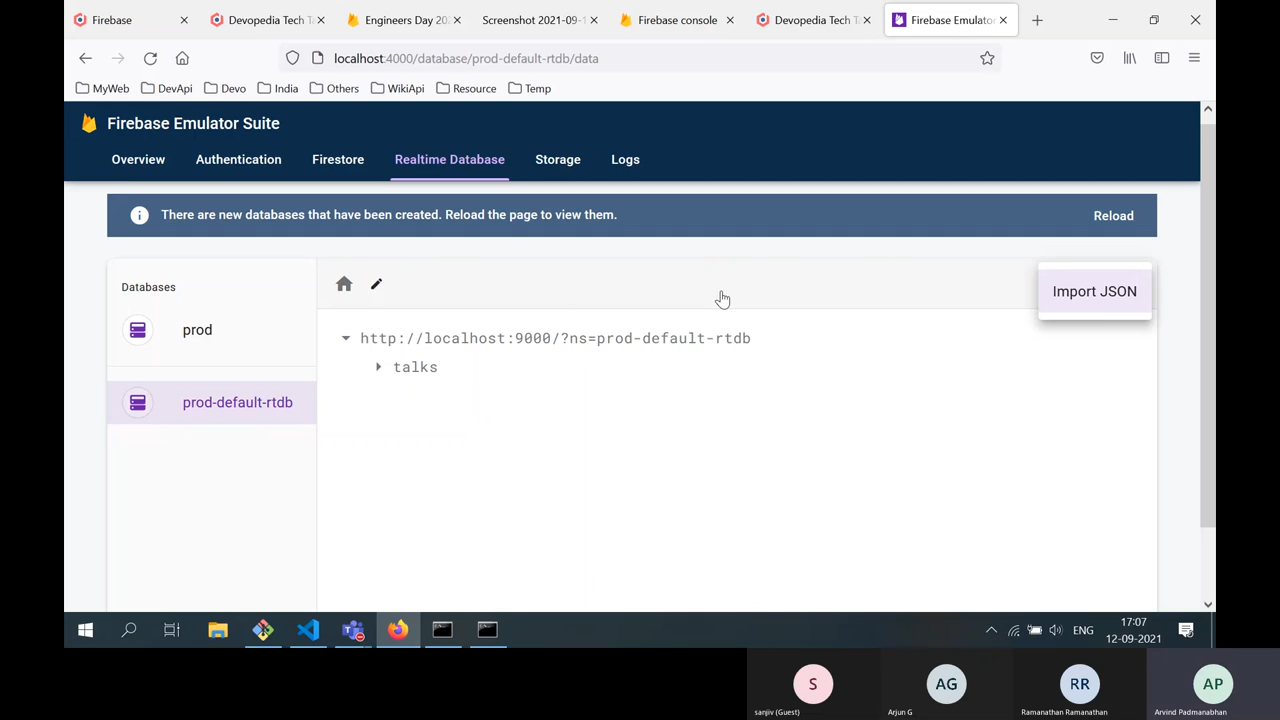 Firebase
Devopedia Tech T
Engineers Day 20
Screenshot 2021-09-1
Firebase console
Devopedia Tech T
Firebase Emulator
localhost:4000/database/prod-default-rtdb/data
MyWeb DevApi Devo India Others WikiApi Resource Temp
Firebase Emulator Suite
Overview Authentication Firestore Realtime Database Storage Logs
There are new databases that have been created. Reload the page to view them.
Reload
Databases
prod
prod-default-rtdb
Import JSON
http://localhost:9000/?ns=prod-default-rtdb
talks
ENG
17:07
12-09-2021
S
AG
RR
AP
sanjiv (Guest)
Arjun G
Ramanathan Ramanathan
Arvind Padmanabhan